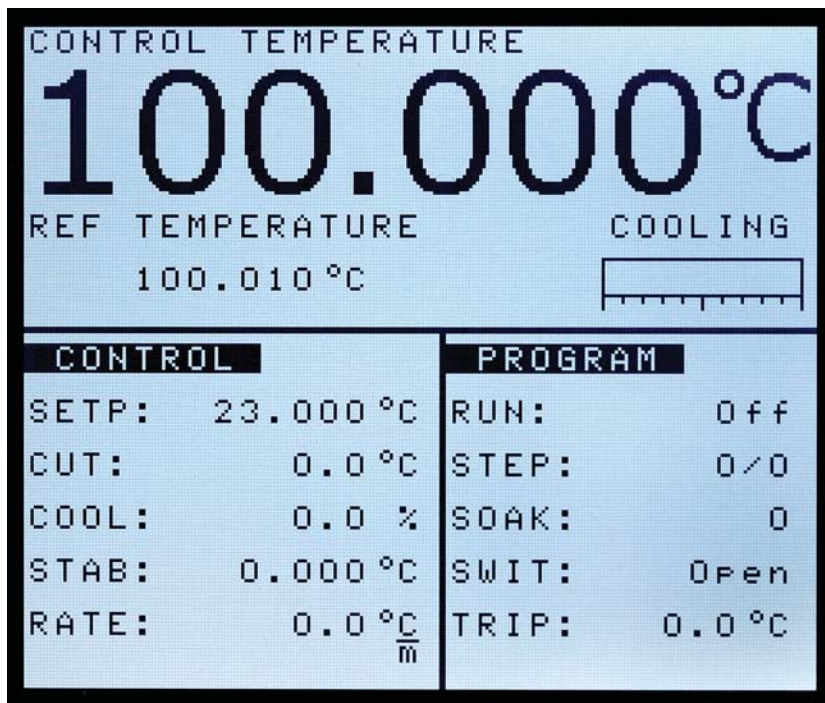 CONTROL TEMPERATURE
100.000°C
REF TEMPERATURE
100.010°C
COOLING
CONTROL
SETP: 23.000°C
CUT: 0.0°C
COOL: 0.0 %
STAB: 0.000°C
RATE: 0.0°C/m
PROGRAM
RUN: Off
STEP: 0/0
SOAK: 0
SWIT: Open
TRIP: 0.0°C